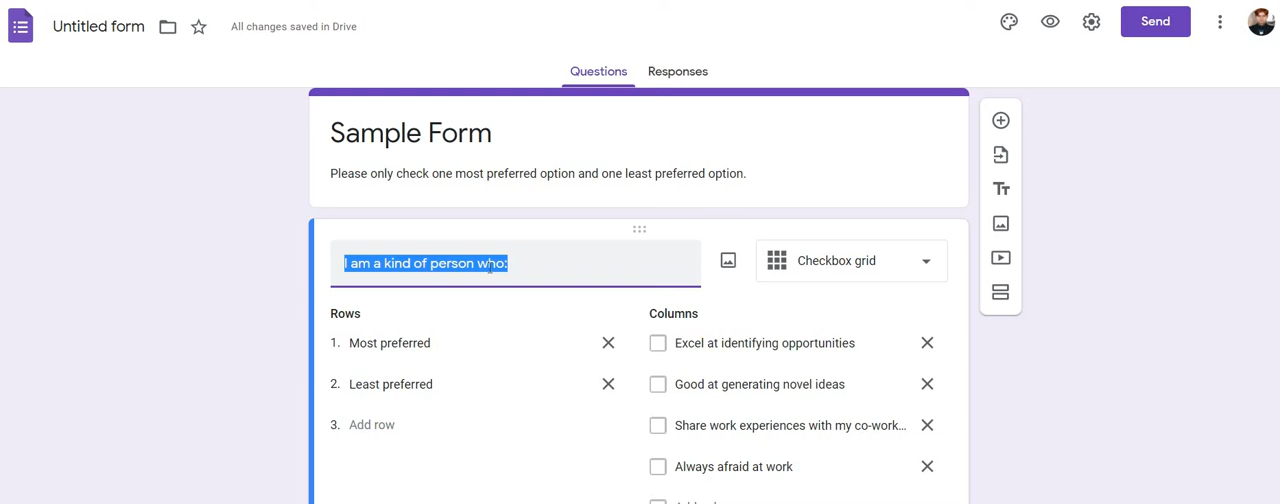 Untitled form
All changes saved in Drive
Send
Questions Responses
Sample Form
Please only check one most preferred option and one least preferred option.
I am a kind of person who:
Checkbox grid
Rows
1. Most preferred
2. Least preferred
3. Add row
Columns
Excel at identifying opportunities
Good at generating novel ideas
Share work experiences with my co-work...
Always afraid at work